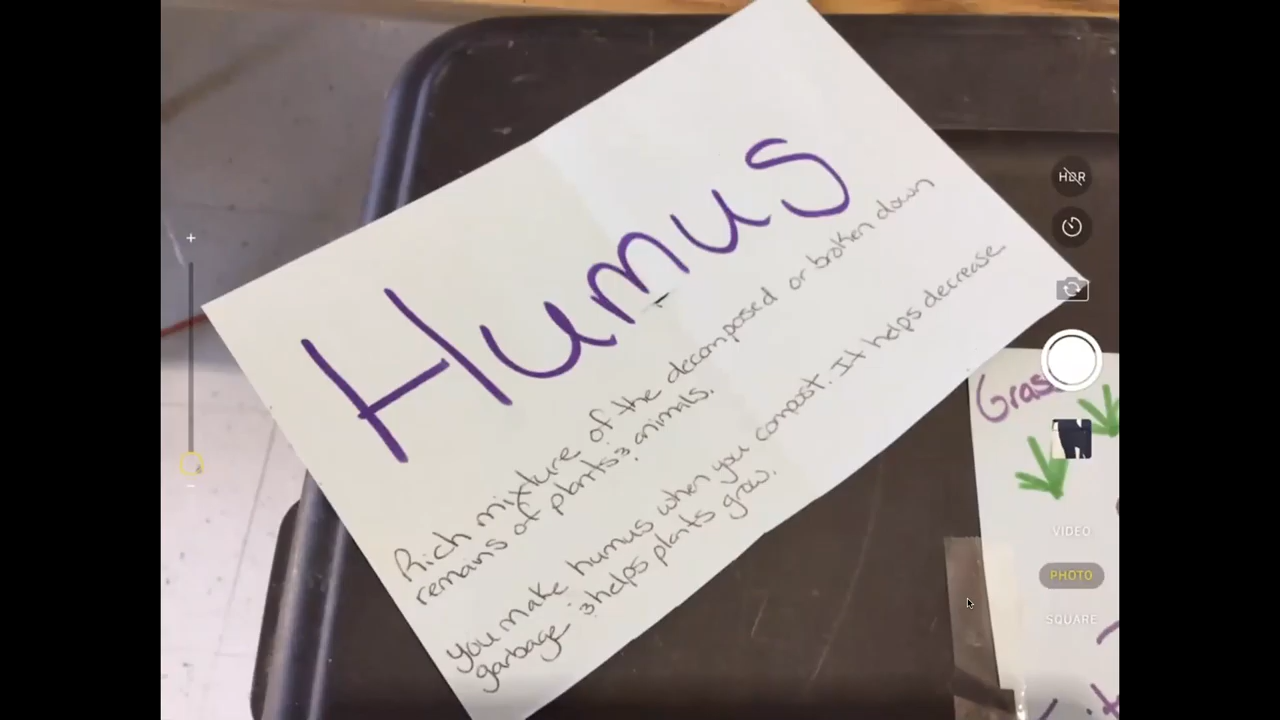 Humus
Rich mixture of the decomposed or broken down
remains of plants & animals.
you make humus when you compost. It helps decrease
garbage & helps plants grow.
HDR
Gras
VIDEO
PHOTO
SQUARE